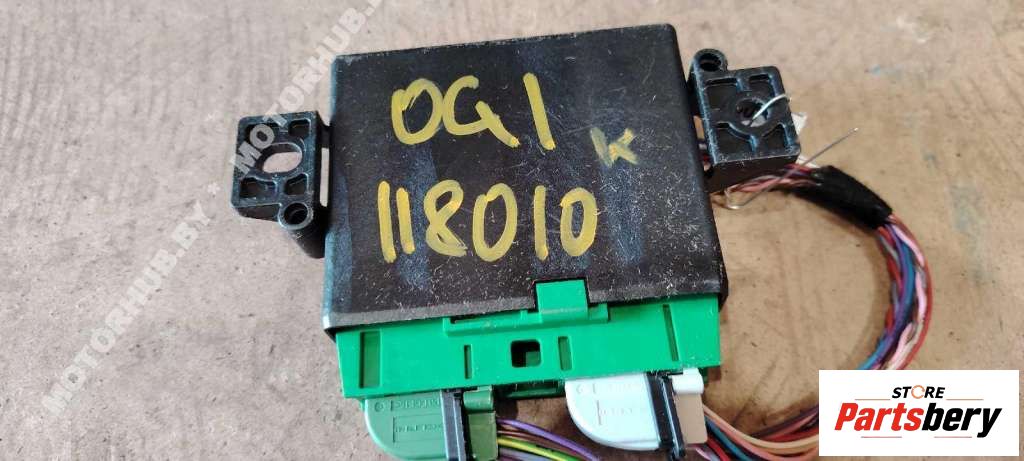 MOTORHUB.BY * MOTORHUB.BY
OG1
K
118010
STORE
Partsbery